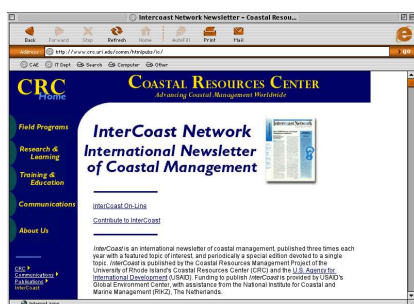 Intercoast Network Newsletter - Coastal Resou...
Back Forward Stop Refresh Home AutoFill Print Mail
Address http://www.crc.uri.edu/comm/htmlpubs/ic/ go
CAE IT Dept Search Computer Other
CRC
Home
COASTAL RESOURCES CENTER
Advancing Coastal Management Worldwide
Field Programs
Research &
Learning
Training &
Education
Communications
About Us
CRC
Communications
Publications
InterCoast
InterCoast Network
International Newsletter
of Coastal Management
Intercoast Network
InterCoast On-Line
Contribute to InterCoast
InterCoast is an international newsletter of coastal management, published three times each
year with a featured topic of interest, and periodically a special edition devoted to a single
topic. InterCoast is published by the Coastal Resources Management Project of the
University of Rhode Island's Coastal Resources Center (CRC) and the U.S. Agency for
International Development (USAID). Funding to publish InterCoast is provided by USAID's
Global Environment Center, with assistance from the National Institute for Coastal and
Marine Management (RIKZ), The Netherlands.
Internet zone